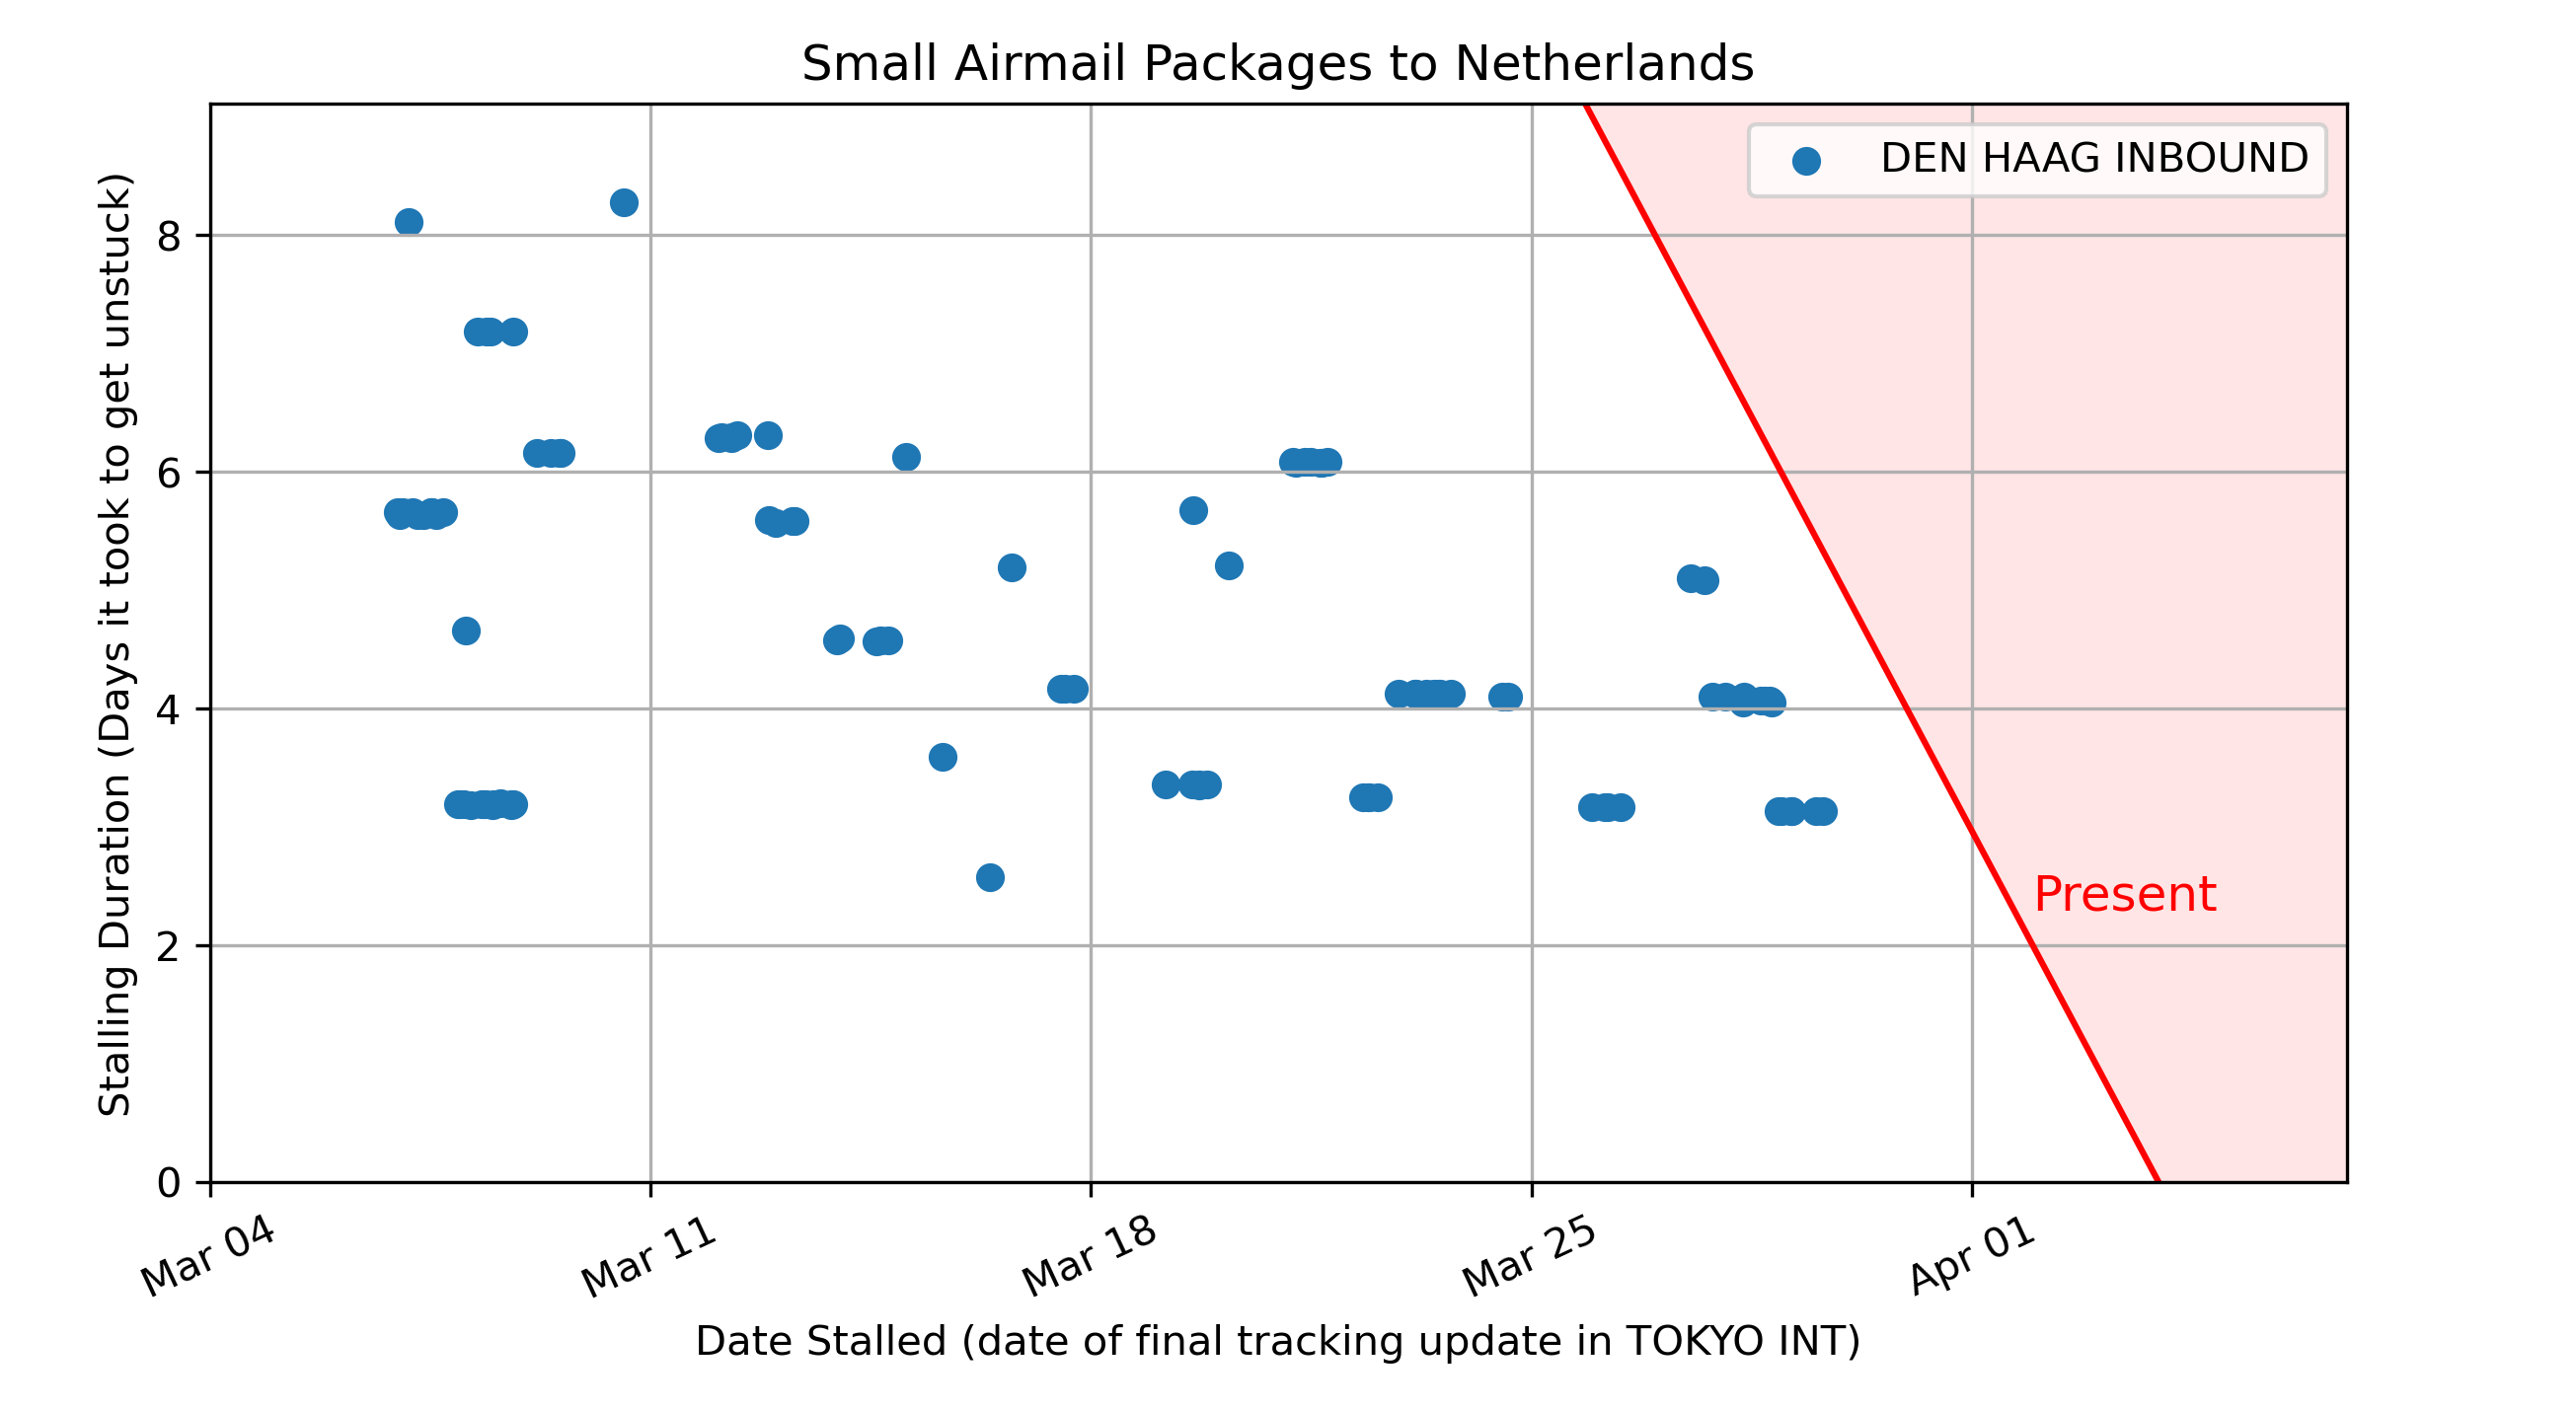 Small Airmail Packages to Netherlands
DEN HAAG INBOUND
Stalling Duration (Days it took to get unstuck)
8
6
4
2
0
Present
Mar 04
Mar 11
Mar 18
Mar 25
Apr 01
Date Stalled (date of final tracking update in TOKYO INT)